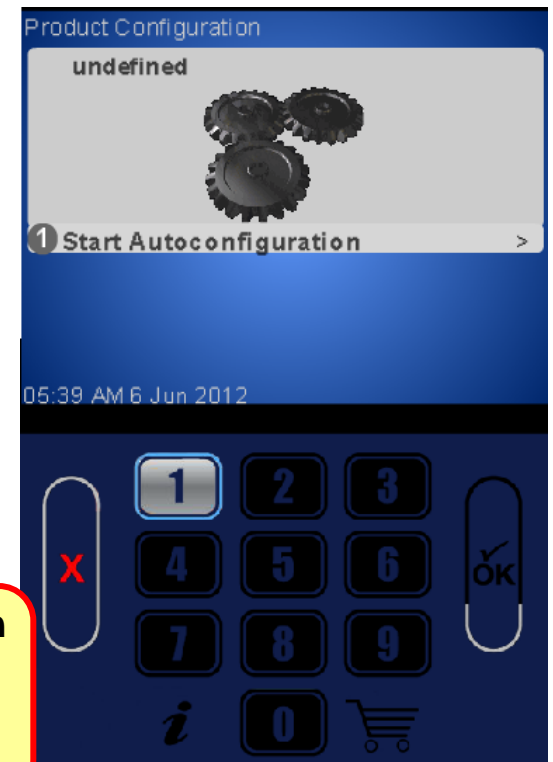 Product Configuration
undefined
1 Start Autoconfiguration >
05:39 AM 6 Jun 2012
1 2 3
X 4 5 6 OK
7 8 9
i 0